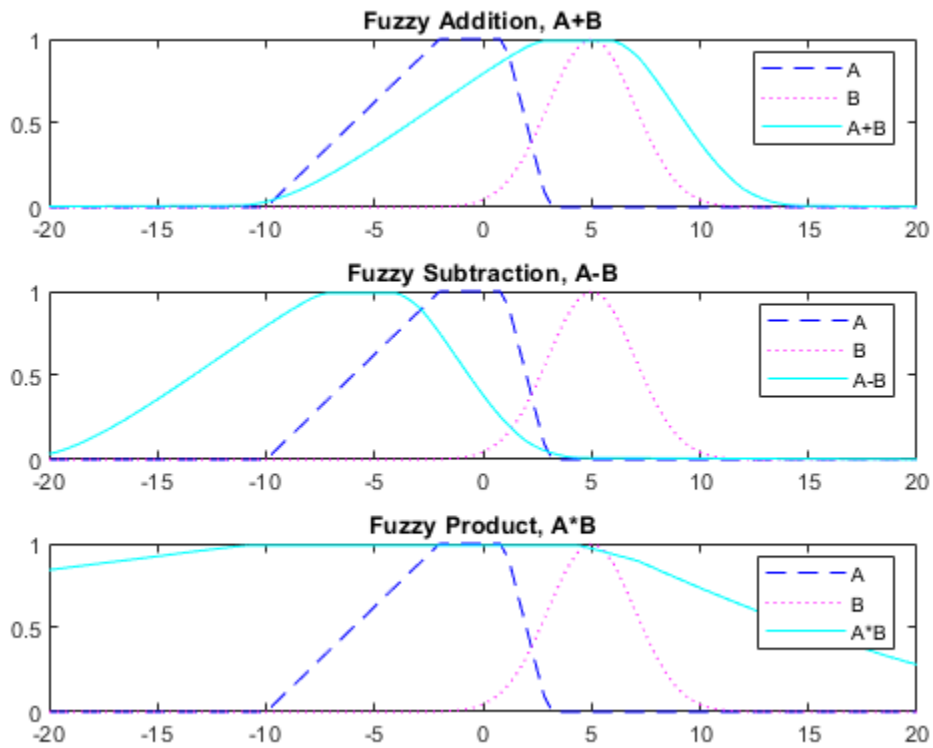 Fuzzy Addition, A+B
1
0.5
0
-20 -15 -10 -5 0 5 10 15 20
A
B
A+B
Fuzzy Subtraction, A-B
1
0.5
0
-20 -15 -10 -5 0 5 10 15 20
A
B
A-B
Fuzzy Product, A*B
1
0.5
0
-20 -15 -10 -5 0 5 10 15 20
A
B
A*B